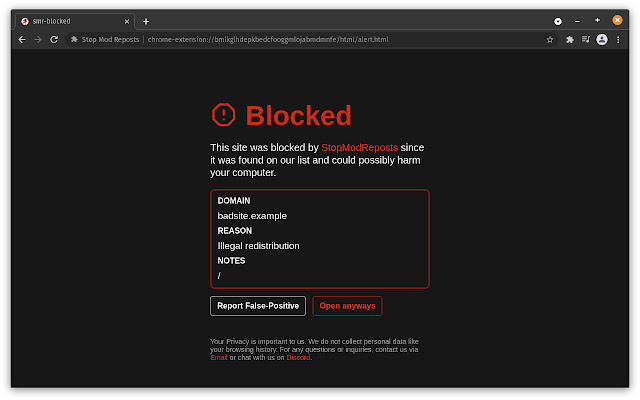 smr-blocked
Stop Mod Reposts | chrome-extension://bmlkglhdepkbedcfooggmlojabmdmnfe/html/alert.html
Blocked
This site was blocked by StopModReposts since
it was found on our list and could possibly harm
your computer.
DOMAIN
badsite.example
REASON
Illegal redistribution
NOTES
/
Report False-Positive Open anyways
Your Privacy is important to us. We do not collect personal data like
your browsing history. For any questions or inquiries, contact us via
Email or chat with us on Discord.